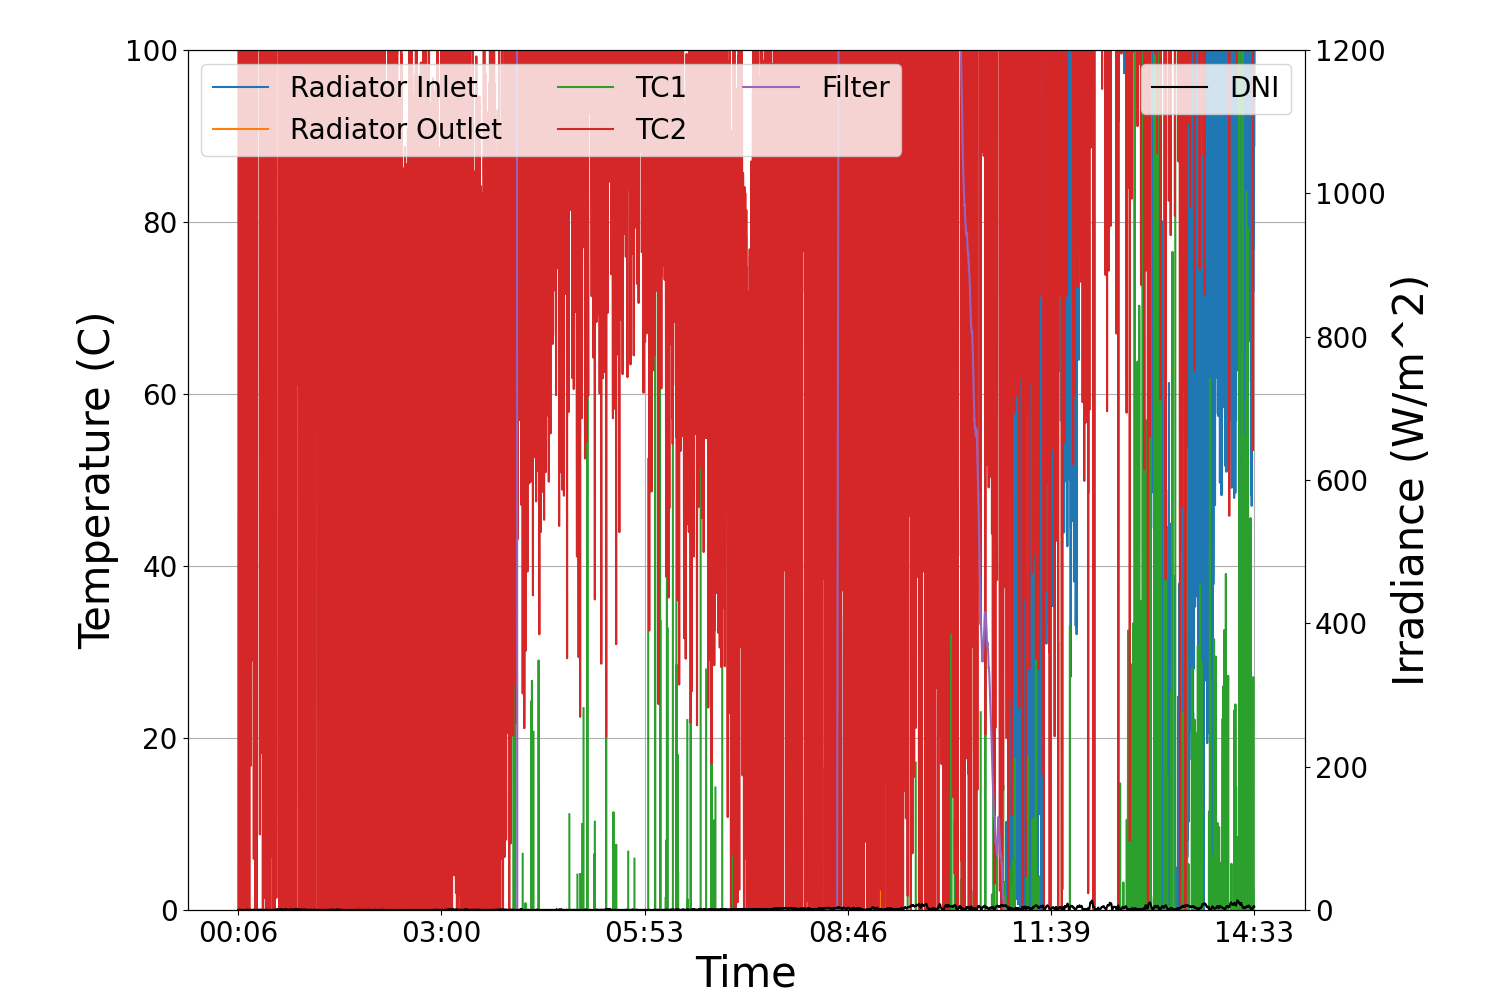 100
80
60
40
20
0
Temperature (C)
Radiator Inlet
Radiator Outlet
TC1
TC2
Filter
DNI
1200
1000
800
600
400
200
0
Irradiance (W/m^2)
00:06 03:00 05:53 08:46 11:39 14:33
Time